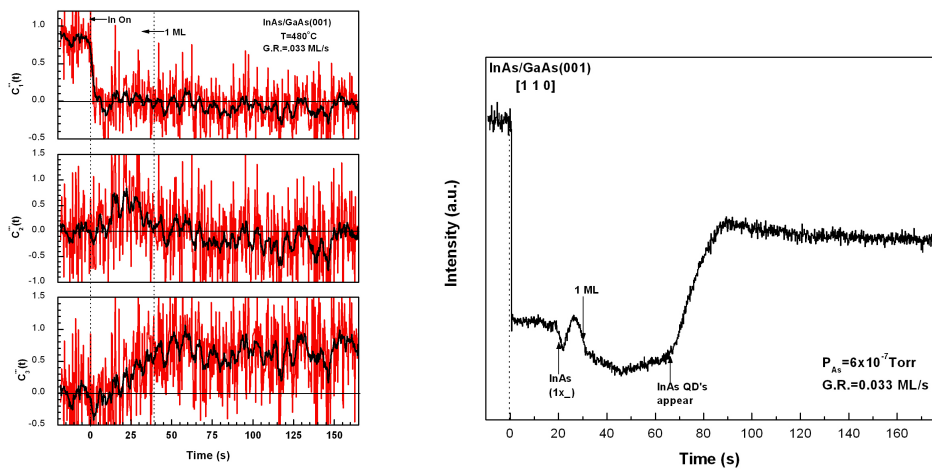 In On
1 ML
InAs/GaAs(001)
T=480°C
G.R.=.033 ML/s
1.0
0.5
0.0
-0.5
C₁'''(t)
1.5
1.0
0.5
0.0
-0.5
-1.0
C₂'''(t)
1.5
1.0
0.5
0.0
-0.5
C₃'''(t)
0 25 50 75 100 125 150
Time (s)
InAs/GaAs(001)
[1 1 0]
Intensity (a.u.)
1 ML
InAs
(1x_)
InAs QD's
appear
P_As=6x10⁻⁷Torr
G.R.=0.033 ML/s
0 20 40 60 80 100 120 140 160
Time (s)